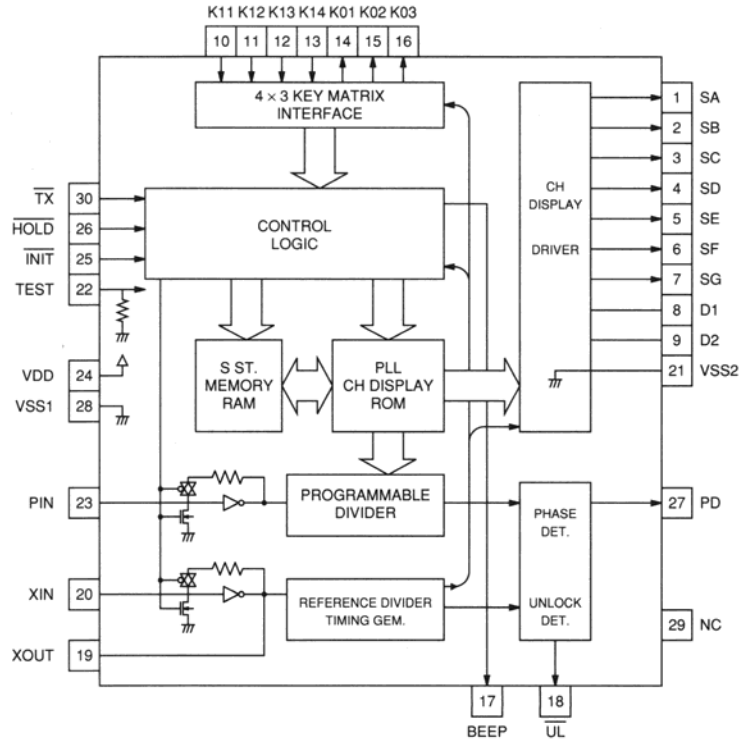 K11 K12 K13 K14 K01 K02 K03
10 11 12 13 14 15 16
4 × 3 KEY MATRIX
INTERFACE
1 SA
2 SB
3 SC
4 SD
5 SE
6 SF
7 SG
8 D1
9 D2
21 VSS2
CH
DISPLAY
DRIVER
TX 30
HOLD 26
INIT 25
TEST 22
CONTROL
LOGIC
VDD 24
VSS1 28
S ST.
MEMORY
RAM
PLL
CH DISPLAY
ROM
PIN 23
PROGRAMMABLE
DIVIDER
PHASE
DET.
27 PD
XIN 20
REFERENCE DIVIDER
TIMING GEM.
UNLOCK
DET.
29 NC
XOUT 19
17 18
BEEP UL